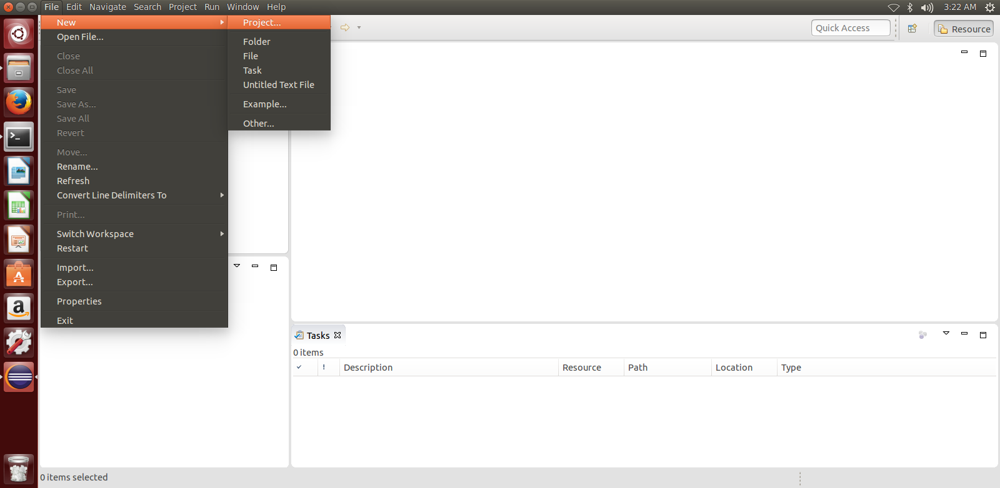 File Edit Navigate Search Project Run Window Help
3:22 AM
New
Open File...
Close
Close All
Save
Save As...
Save All
Revert
Move...
Rename...
Refresh
Convert Line Delimiters To
Print...
Switch Workspace
Restart
Import...
Export...
Properties
Exit
Project...
Folder
File
Task
Untitled Text File
Example...
Other...
Quick Access
Resource
Tasks
0 items
! Description Resource Path Location Type
0 items selected